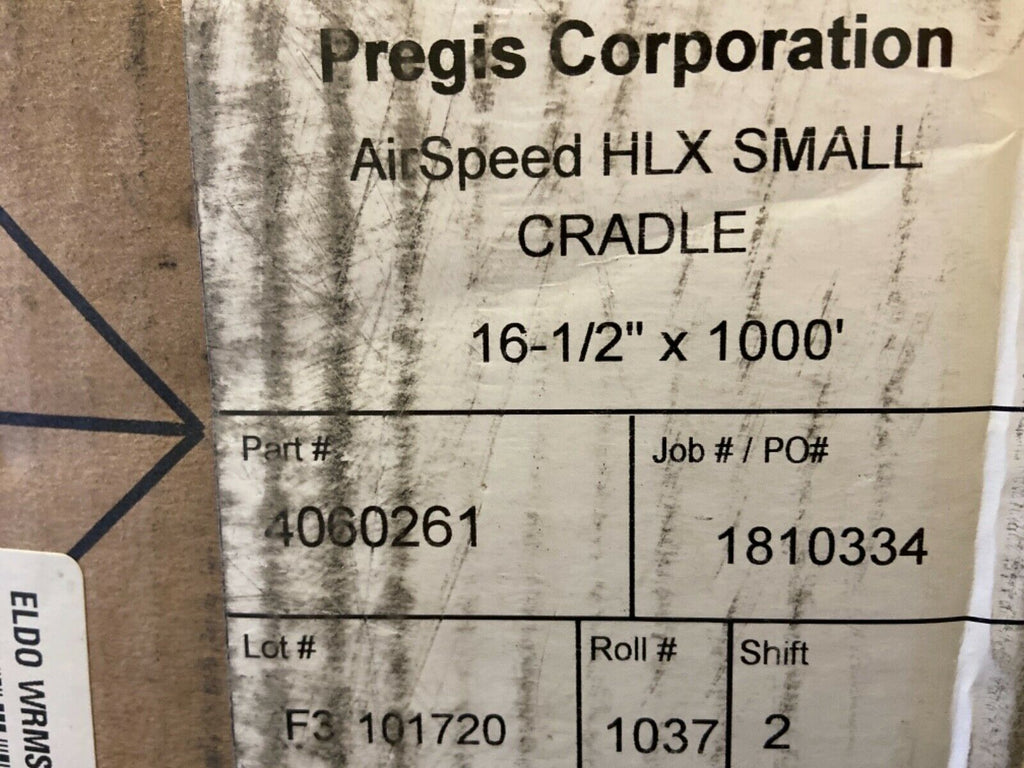 Pregis Corporation
AirSpeed HLX SMALL
CRADLE
16-1/2" x 1000'
Part #
Job # / PO#
4060261
1810334
Lot #
Roll #
Shift
F3 101720
1037
2
ELDO WRMS